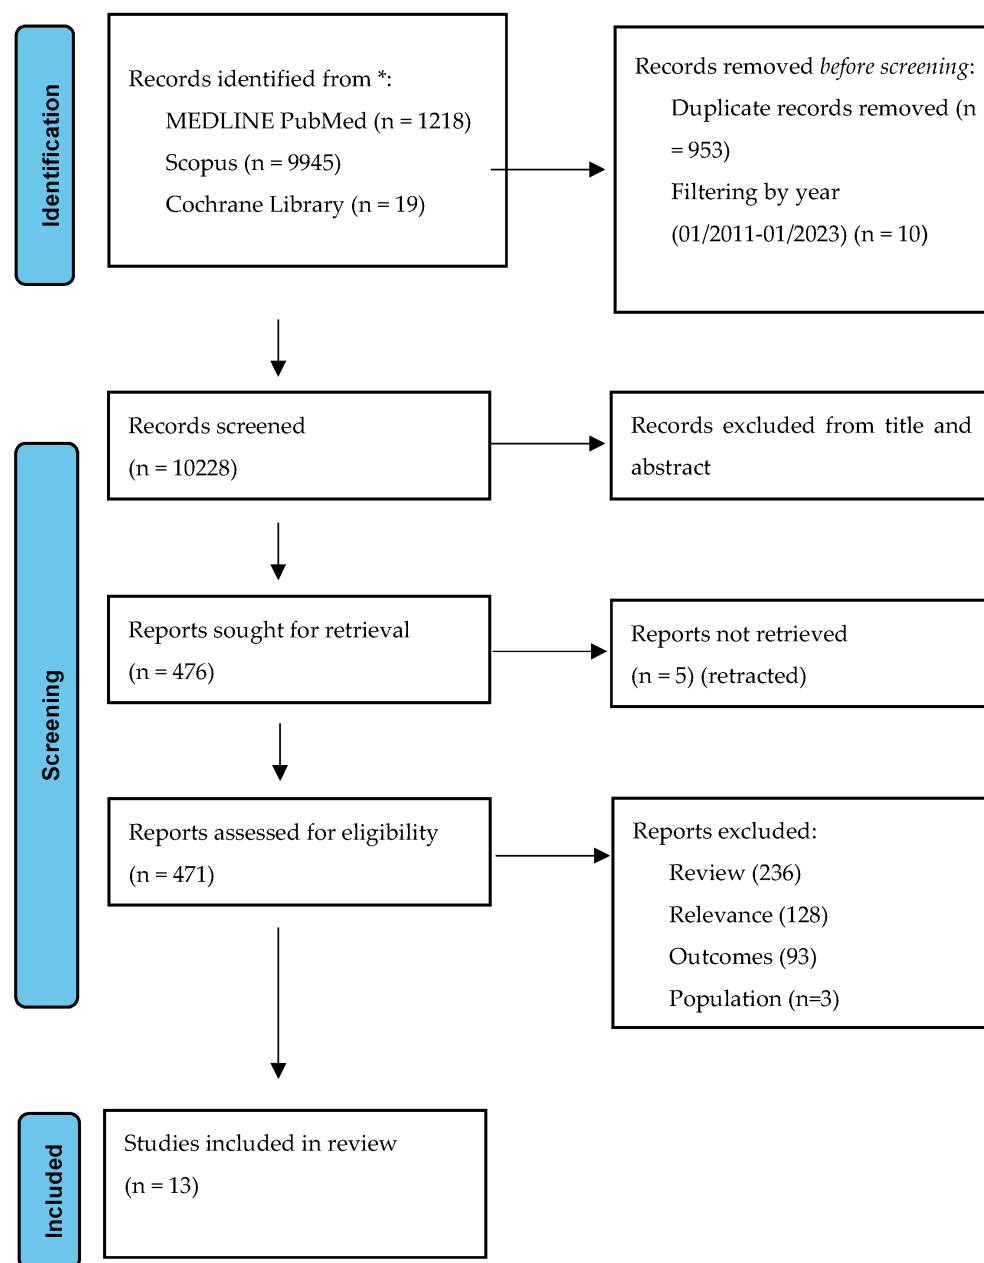 Identification
Records identified from *:
MEDLINE PubMed (n = 1218)
Scopus (n = 9945)
Cochrane Library (n = 19)
Records removed before screening:
Duplicate records removed (n
= 953)
Filtering by year
(01/2011-01/2023) (n = 10)
Screening
Records screened
(n = 10228)
Records excluded from title and
abstract
Reports sought for retrieval
(n = 476)
Reports not retrieved
(n = 5) (retracted)
Reports assessed for eligibility
(n = 471)
Reports excluded:
Review (236)
Relevance (128)
Outcomes (93)
Population (n=3)
Included
Studies included in review
(n = 13)